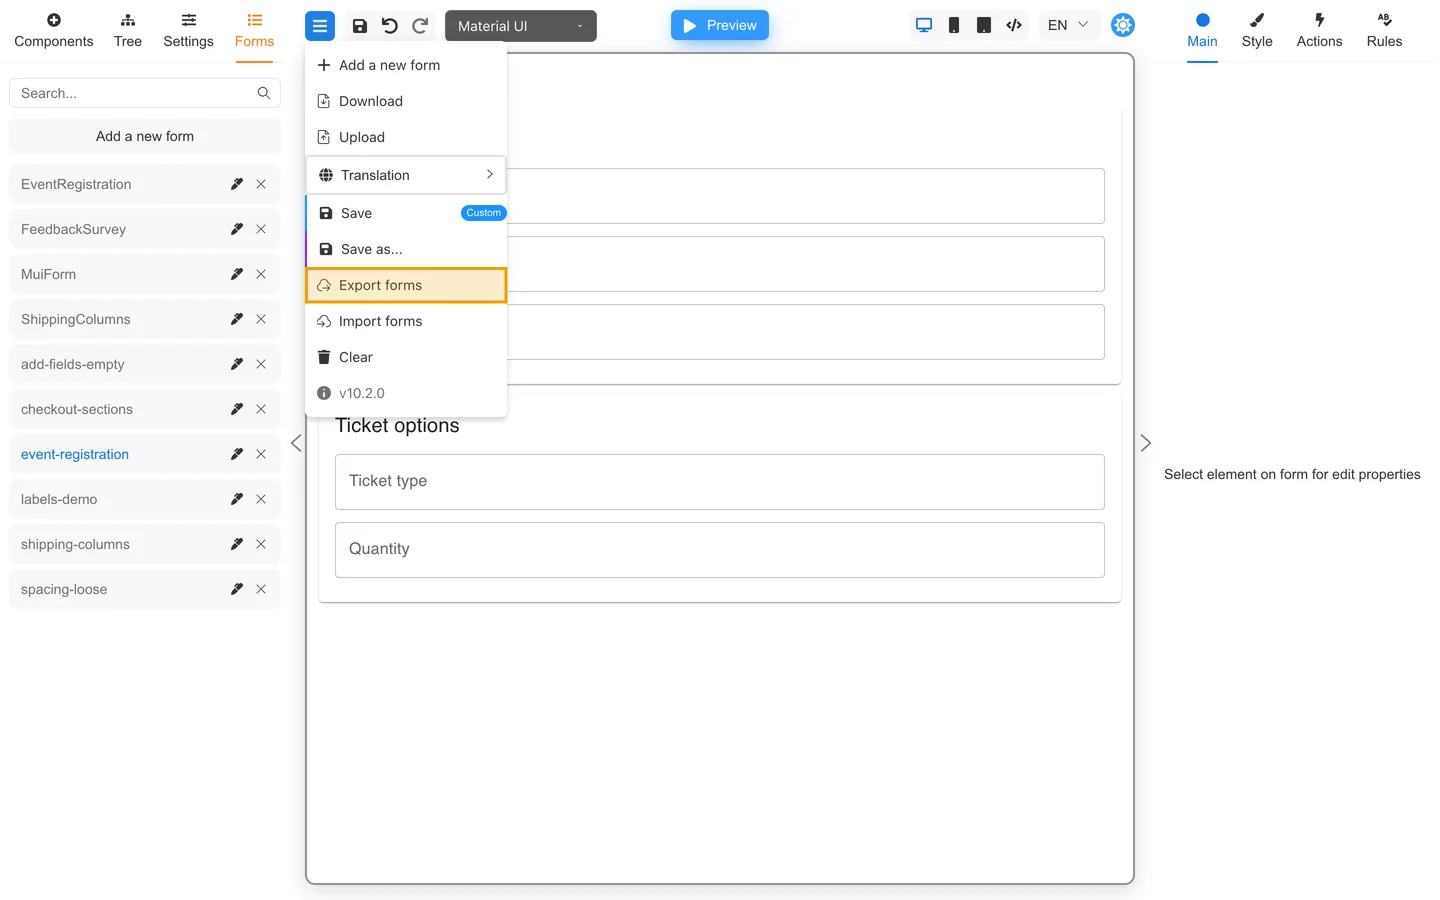 Components
Tree
Settings
Forms
Material UI
Preview
EN
Main
Style
Actions
Rules
Search...
Add a new form
EventRegistration
FeedbackSurvey
MuiForm
ShippingColumns
add-fields-empty
checkout-sections
event-registration
labels-demo
shipping-columns
spacing-loose
Add a new form
Download
Upload
Translation
Save
Custom
Save as...
Export forms
Import forms
Clear
v10.2.0
Ticket options
Ticket type
Quantity
Select element on form for edit properties